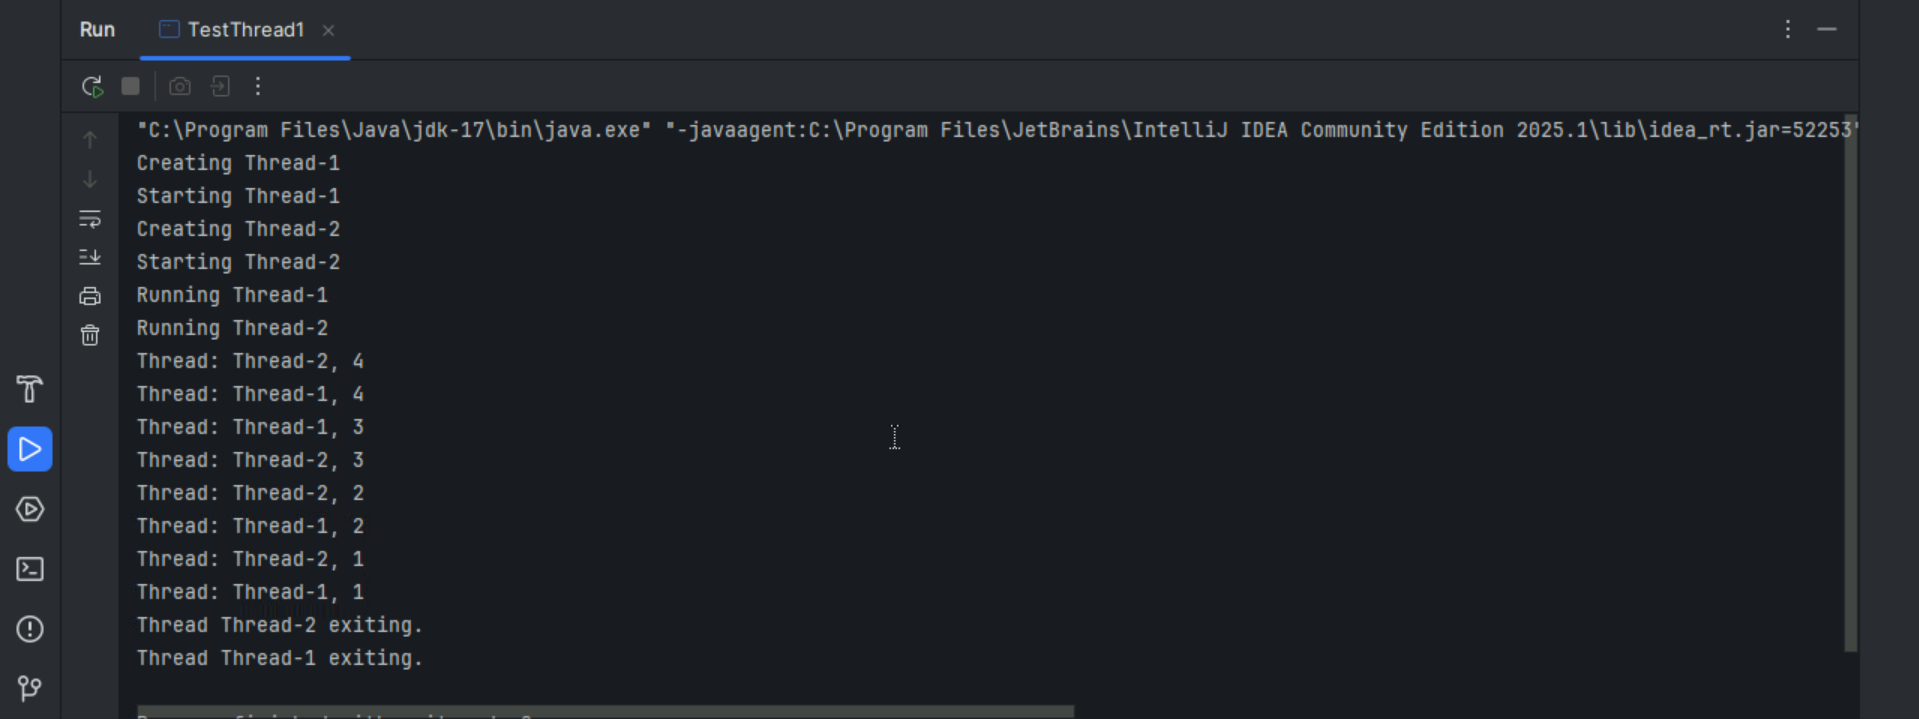 Run TestThread1
"C:\Program Files\Java\jdk-17\bin\java.exe" "-javaagent:C:\Program Files\JetBrains\IntelliJ IDEA Community Edition 2025.1\lib\idea_rt.jar=52253"
Creating Thread-1
Starting Thread-1
Creating Thread-2
Starting Thread-2
Running Thread-1
Running Thread-2
Thread: Thread-2, 4
Thread: Thread-1, 4
Thread: Thread-1, 3
Thread: Thread-2, 3
Thread: Thread-2, 2
Thread: Thread-1, 2
Thread: Thread-2, 1
Thread: Thread-1, 1
Thread Thread-2 exiting.
Thread Thread-1 exiting.